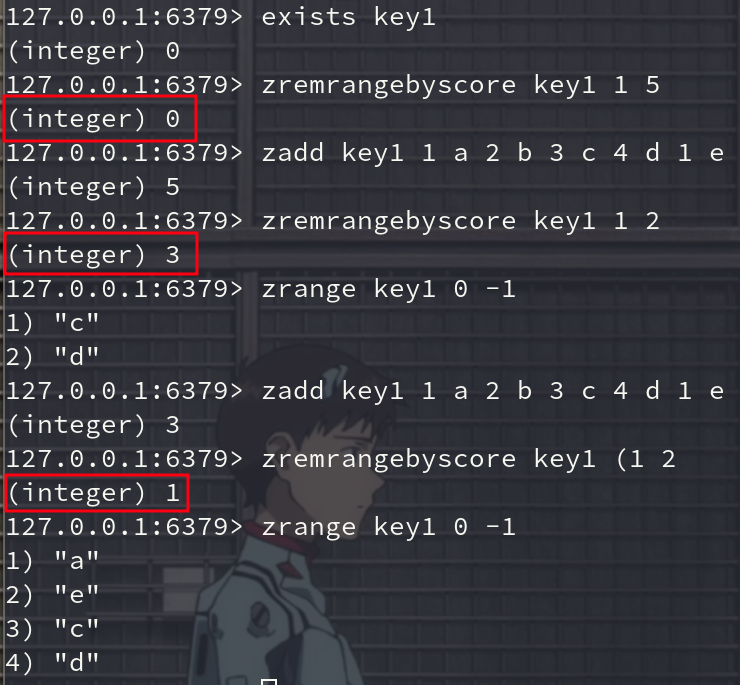 127.0.0.1:6379> exists key1
(integer) 0
127.0.0.1:6379> zremrangebyscore key1 1 5
(integer) 0
127.0.0.1:6379> zadd key1 1 a 2 b 3 c 4 d 1 e
(integer) 5
127.0.0.1:6379> zremrangebyscore key1 1 2
(integer) 3
127.0.0.1:6379> zrange key1 0 -1
1) "c"
2) "d"
127.0.0.1:6379> zadd key1 1 a 2 b 3 c 4 d 1 e
(integer) 3
127.0.0.1:6379> zremrangebyscore key1 (1 2
(integer) 1
127.0.0.1:6379> zrange key1 0 -1
1) "a"
2) "e"
3) "c"
4) "d"